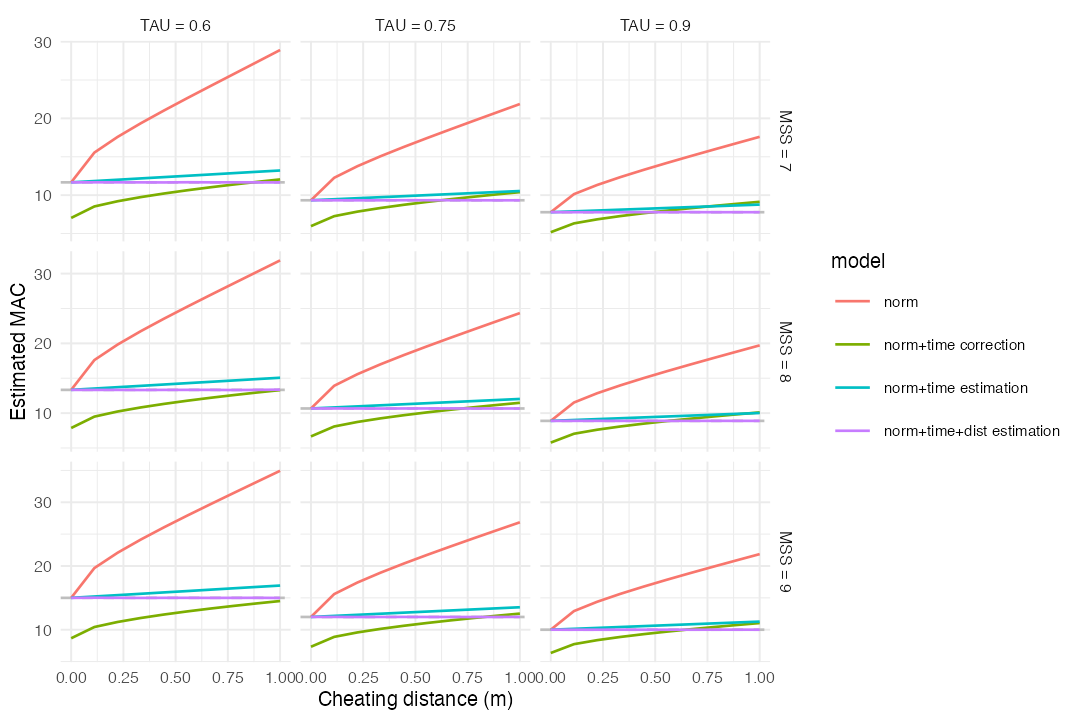 TAU = 0.6 TAU = 0.75 TAU = 0.9
30
20
10
MSS = 7
30
20
10
MSS = 8
30
20
10
MSS = 9
Estimated MAC
0.00 0.25 0.50 0.75 1.00 0.00 0.25 0.50 0.75 1.00 0.00 0.25 0.50 0.75 1.00
Cheating distance (m)
model
norm
norm+time correction
norm+time estimation
norm+time+dist estimation